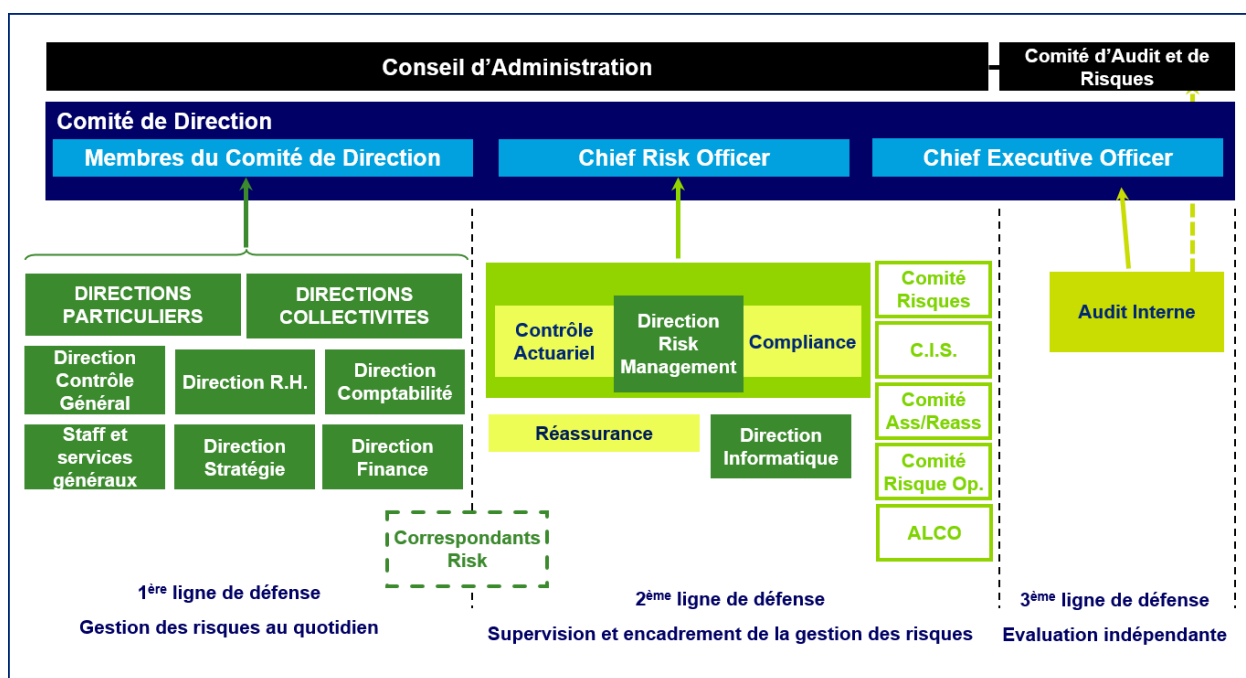 Conseil d'Administration
Comité d'Audit et de
Risques
Comité de Direction
Membres du Comité de Direction
Chief Risk Officer
Chief Executive Officer
DIRECTIONS
PARTICULIERS
DIRECTIONS
COLLECTIVITES
Direction
Contrôle
Général
Direction R.H.
Direction
Comptabilité
Staff et
services
généraux
Direction
Stratégie
Direction
Finance
Correspondants
Risk
Contrôle
Actuariel
Direction
Risk
Management
Compliance
Réassurance
Direction
Informatique
Comité
Risques
C.I.S.
Comité
Ass/Reass
Comité
Risque Op.
ALCO
Audit Interne
1ère ligne de défense
Gestion des risques au quotidien
2ème ligne de défense
Supervision et encadrement de la gestion des risques
3ème ligne de défense
Evaluation indépendante